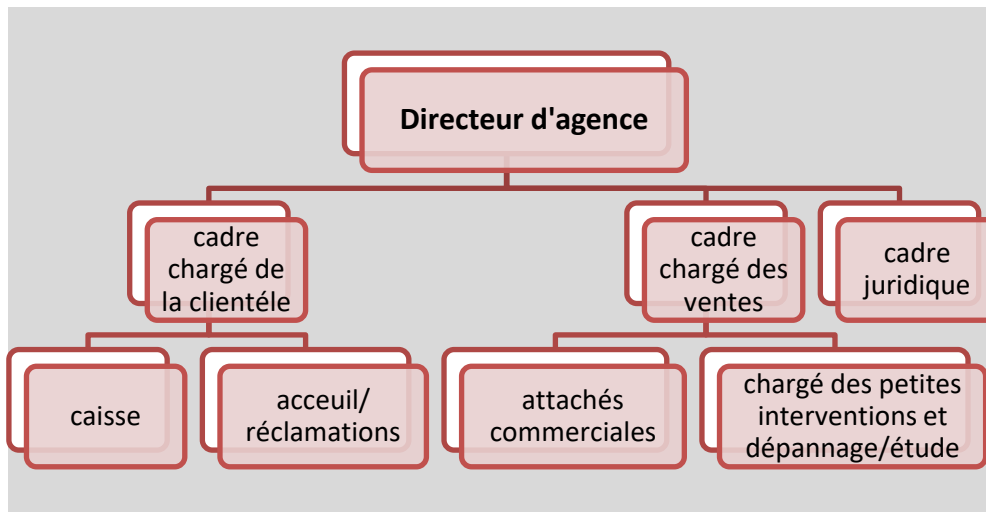 Directeur d'agence
cadre
chargé de
la clientéle
cadre
chargé des
ventes
cadre
juridique
caisse
acceuil/
réclamations
attachés
commerciales
chargé des petites
interventions et
dépannage/étude